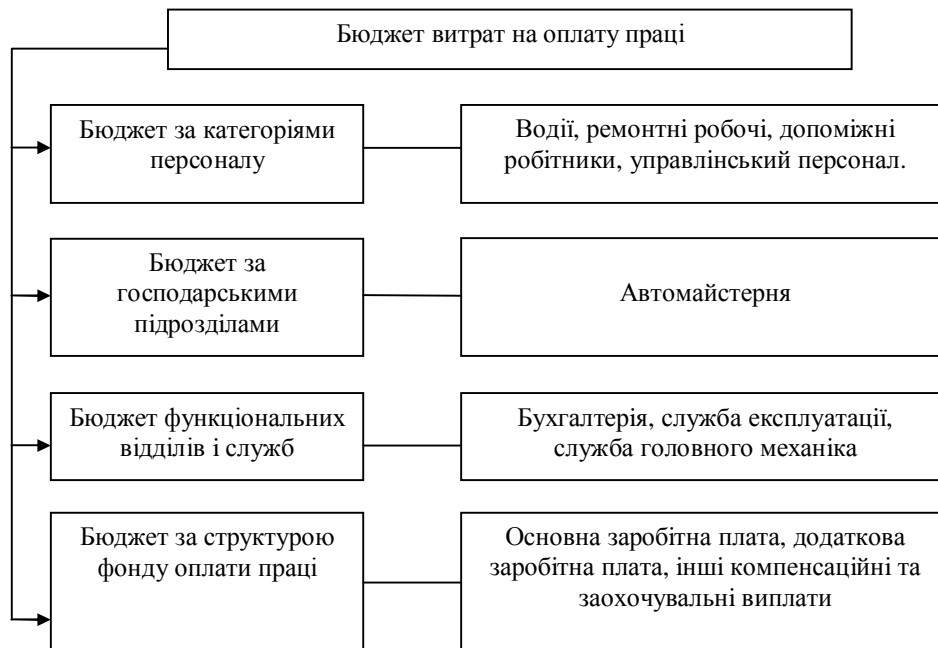 Бюджет витрат на оплату праці
Бюджет за категоріями
персоналу
Водії, ремонтні робочі, допоміжні
робітники, управлінський персонал.
Бюджет за
господарськими
підрозділами
Автомайстерня
Бюджет функціональних
відділів і служб
Бухгалтерія, служба експлуатації,
служба головного механіка
Бюджет за структурою
фонду оплати праці
Основна заробітна плата, додаткова
заробітна плата, інші компенсаційні та
заохочувальні виплати